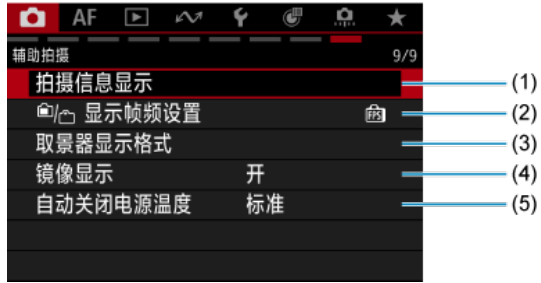 AF
辅助拍摄 9/9
拍摄信息显示 (1)
/ 显示帧频设置 FPS (2)
取景器显示格式 (3)
镜像显示 开 (4)
自动关闭电源温度 标准 (5)